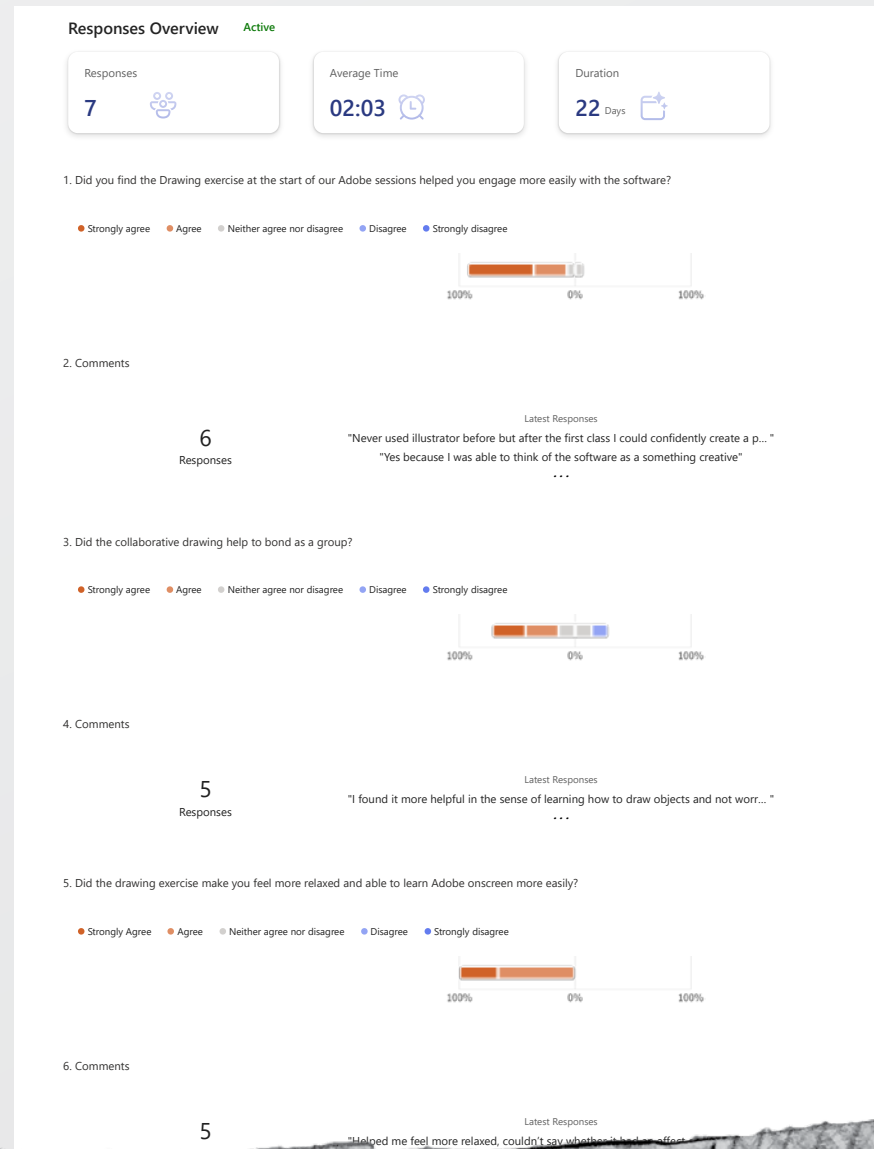 Responses Overview Active
Responses Average Time Duration
7 02:03 22 Days
1. Did you find the Drawing exercise at the start of our Adobe sessions helped you engage more easily with the software?
Strongly agree Agree Neither agree nor disagree Disagree Strongly disagree
100% 0% 100%
2. Comments
Latest Responses
6 "Never used illustrator before but after the first class I could confidently create a p... "
Responses "Yes because I was able to think of the software as a something creative"
...
3. Did the collaborative drawing help to bond as a group?
Strongly agree Agree Neither agree nor disagree Disagree Strongly disagree
100% 0% 100%
4. Comments
Latest Responses
5 "I found it more helpful in the sense of learning how to draw objects and not worr... "
Responses ...
5. Did the drawing exercise make you feel more relaxed and able to learn Adobe onscreen more easily?
Strongly Agree Agree Neither agree nor disagree Disagree Strongly disagree
100% 0% 100%
6. Comments
Latest Responses
5 "Helped me feel more relaxed, couldn't say whether it had an affect